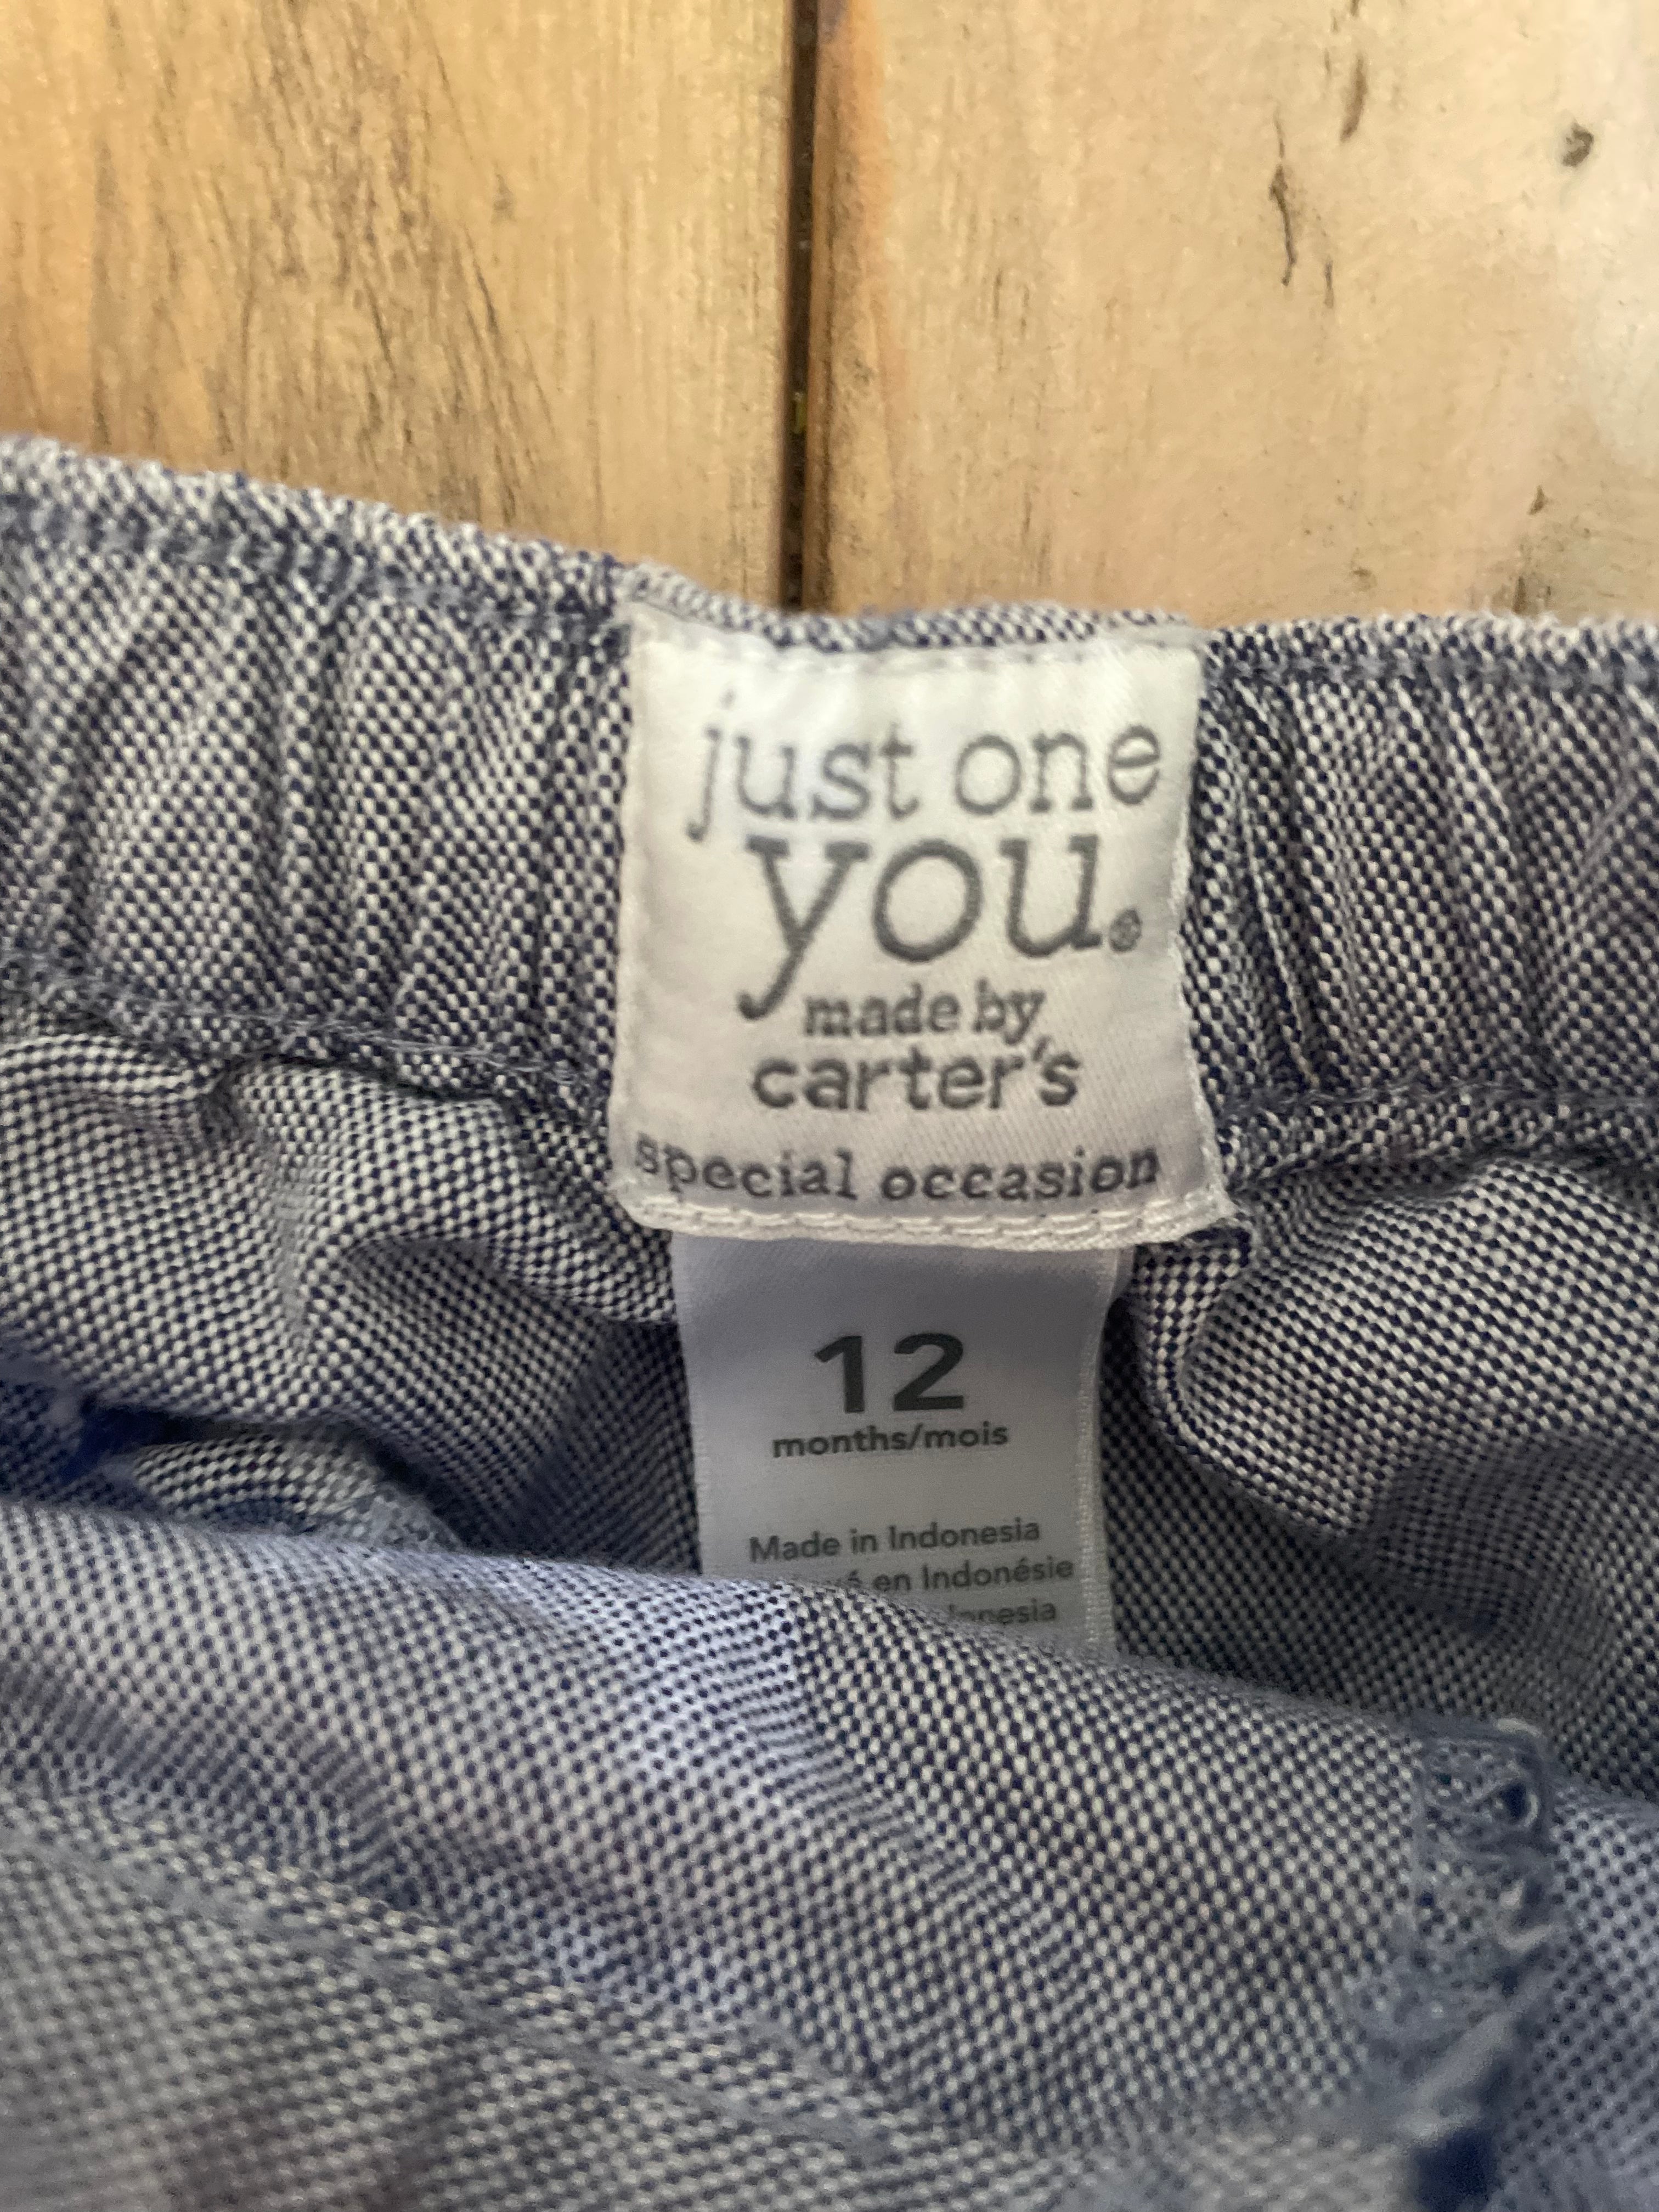 just one
you.®
made by
carter's
special occasion
12
months/mois
Made in Indonesia
en Indonésie